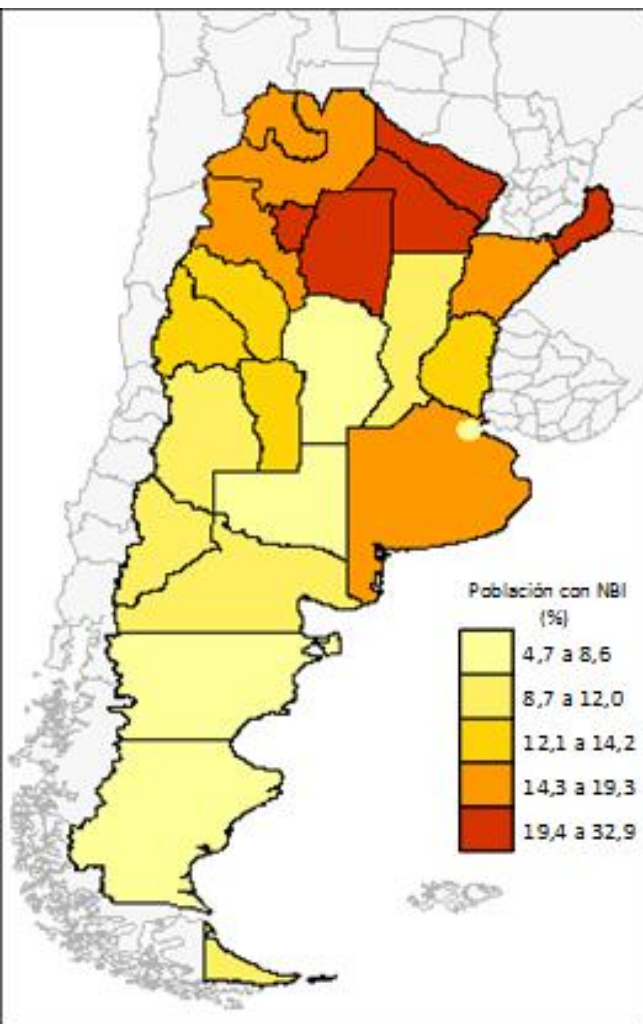 Población con NBI
(%)
4,7 a 8,6
8,7 a 12,0
12,1 a 14,2
14,3 a 19,3
19,4 a 32,9